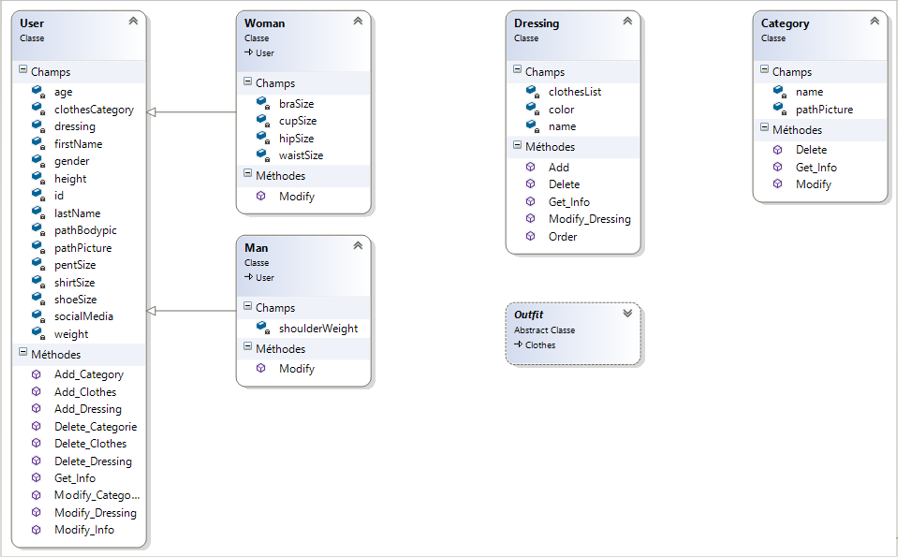 User
Classe
Champs
age
clothesCategory
dressing
firstName
gender
height
id
lastName
pathBodypic
pathPicture
pentSize
shirtSize
shoeSize
socialMedia
weight
Méthodes
Add_Category
Add_Clothes
Add_Dressing
Delete_Categorie
Delete_Clothes
Delete_Dressing
Get_Info
Modify_Catego...
Modify_Dressing
Modify_Info
Woman
Classe
User
Champs
braSize
cupSize
hipSize
waistSize
Méthodes
Modify
Man
Classe
User
Champs
shoulderWeight
Méthodes
Modify
Dressing
Classe
Champs
clothesList
color
name
Méthodes
Add
Delete
Get_Info
Modify_Dressing
Order
Outfit
Abstract Classe
Clothes
Category
Classe
Champs
name
pathPicture
Méthodes
Delete
Get_Info
Modify